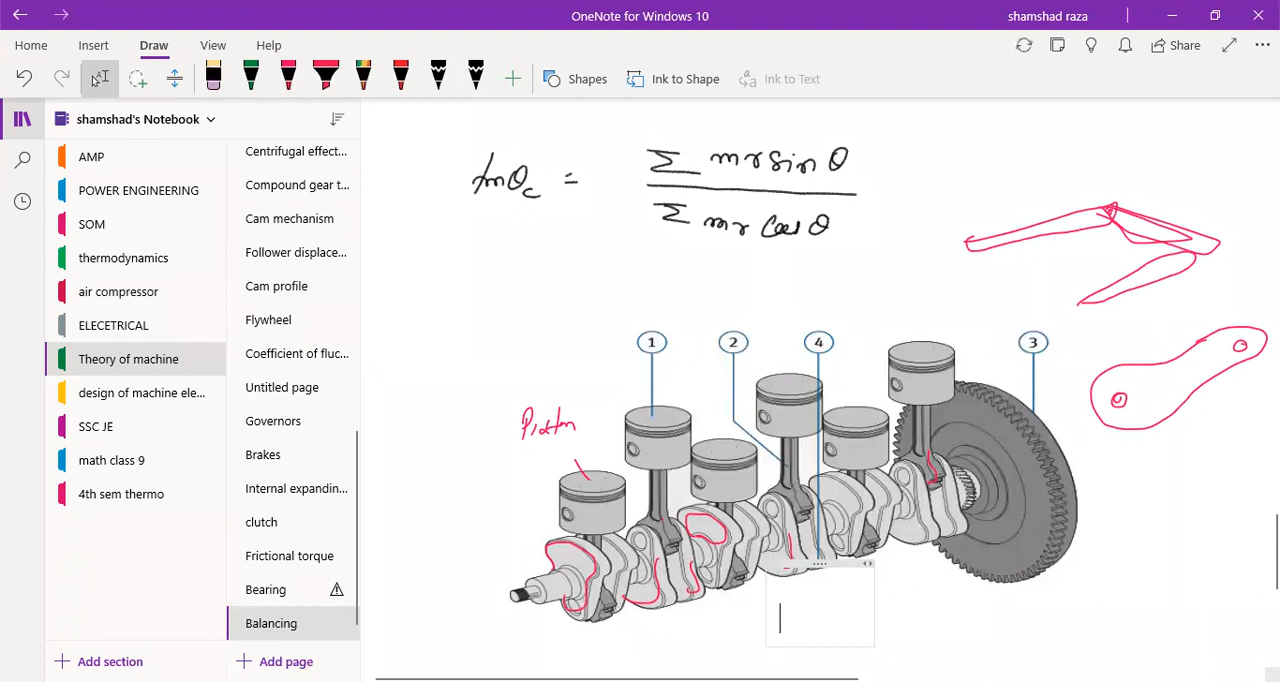 OneNote for Windows 10
shamshad raza
Home Insert Draw View Help
Share
Shapes
Ink to Shape
Ink to Text
shamshad's Notebook
AMP
POWER ENGINEERING
SOM
thermodynamics
air compressor
ELECETRICAL
Theory of machine
design of machine ele...
SSC JE
math class 9
4th sem thermo
Add section
Centrifugal effect...
Compound gear t...
Cam mechanism
Follower displace...
Cam profile
Flywheel
Coefficient of fluc...
Untitled page
Governors
Brakes
Internal expandin...
clutch
Frictional torque
Bearing
Balancing
Add page
tanθc = Σ mr sin θ
Σ mr cos θ
1 2 4 3
Piston